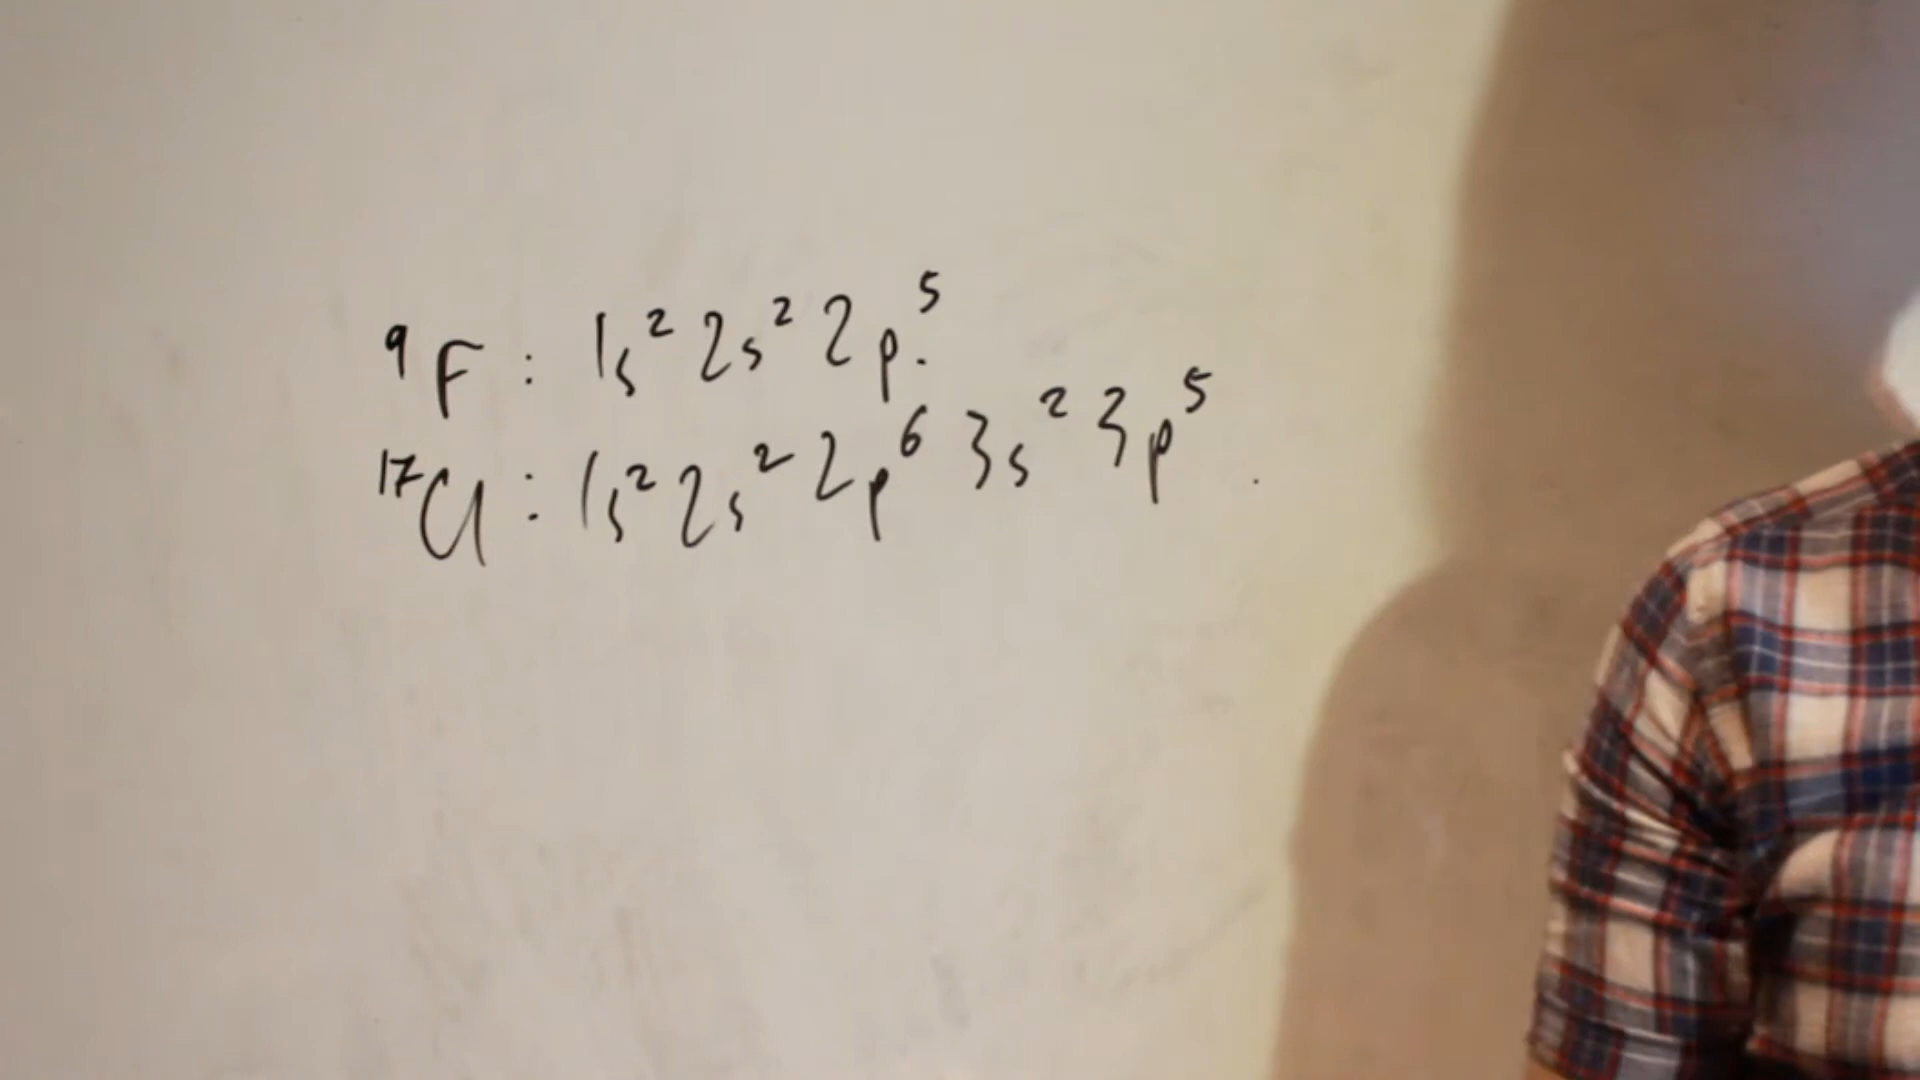 ⁹F : 1s² 2s² 2p⁵.
¹⁷Cl : 1s² 2s² 2p⁶ 3s² 3p⁵.